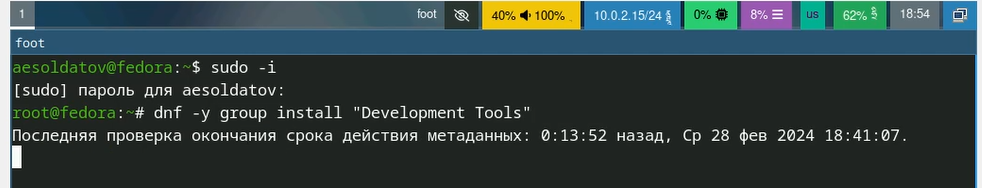 1 foot 40% 100% 10.0.2.15/24 0% 8% us 62% 18:54
foot
aesoldatov@fedora:~$ sudo -i
[sudo] пароль для aesoldatov:
root@fedora:~# dnf -y group install "Development Tools"
Последняя проверка окончания срока действия метаданных: 0:13:52 назад, Ср 28 фев 2024 18:41:07.